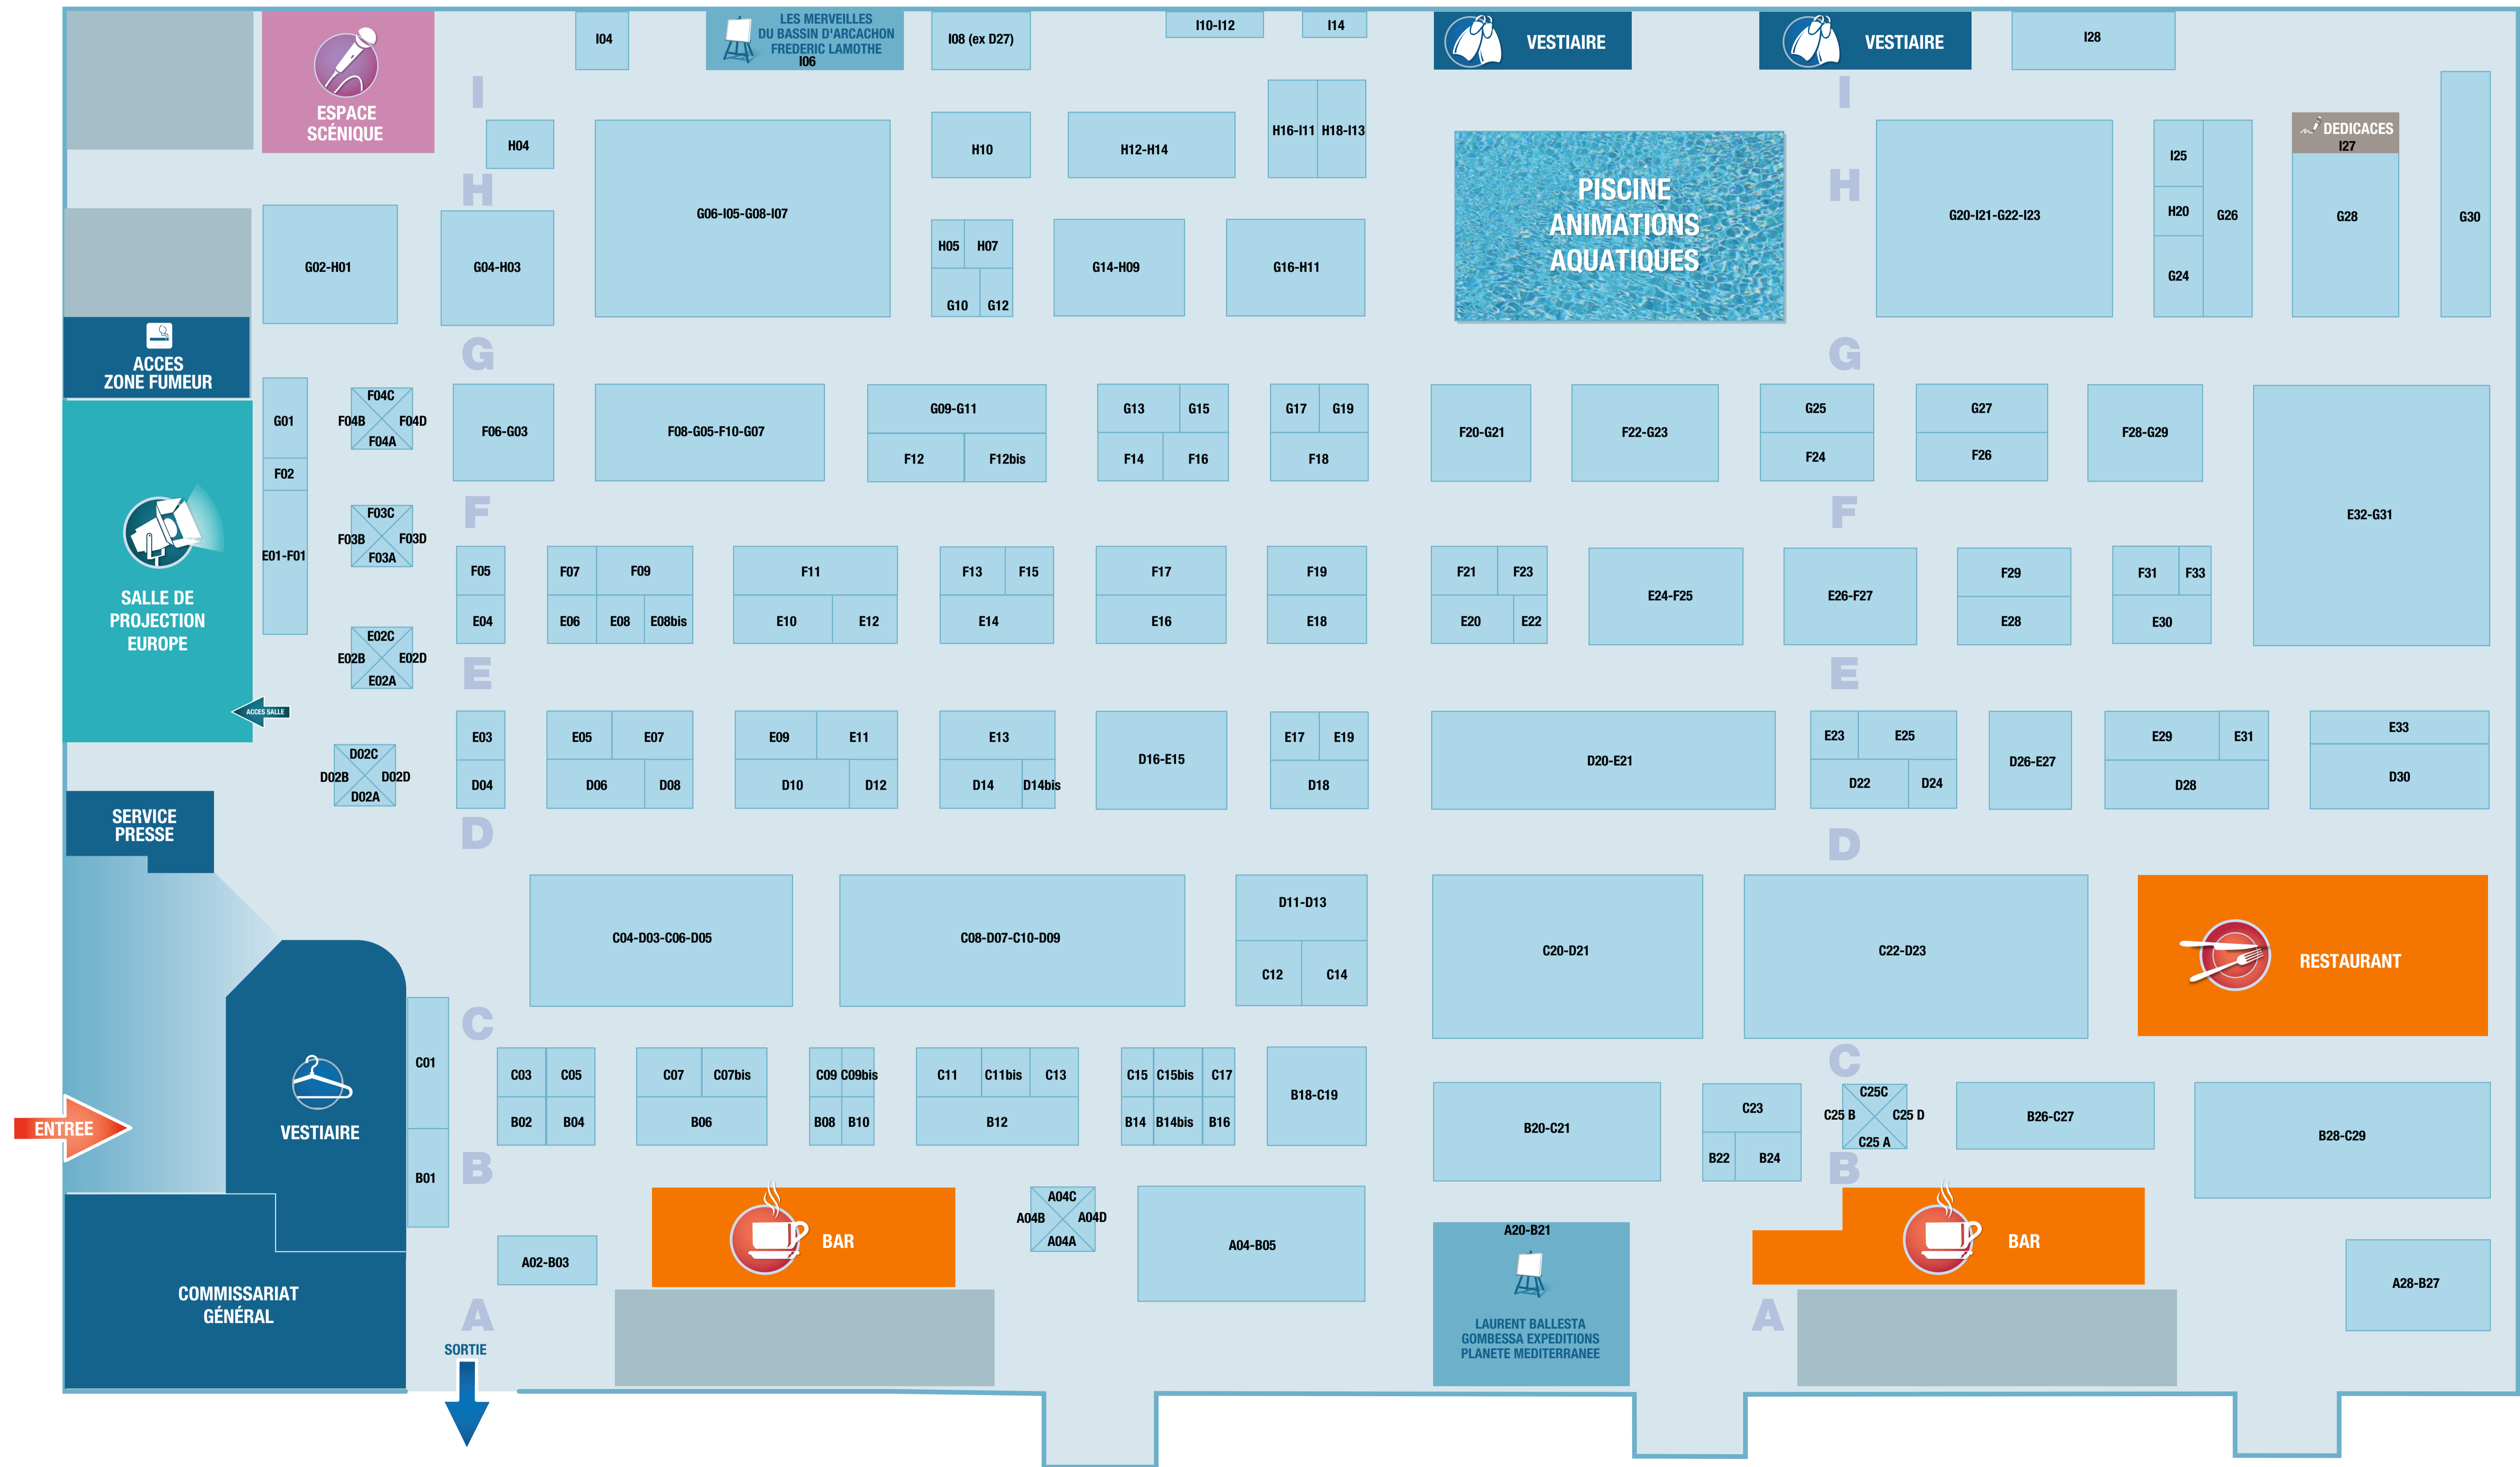 LES MERVEILLES
DU BASSIN D'ARCACHON
FREDERIC LAMOTHE
I06
I04
I08 (ex D27)
I10-I12
I14
VESTIAIRE
VESTIAIRE
I28
ESPACE
SCÉNIQUE
I
I
H04
H10
H12-H14
H16-I11
H18-I13
DEDICACES
I27
I25
H
H
G06-I05-G08-I07
PISCINE
ANIMATIONS
AQUATIQUES
G20-I21-G22-I23
H20
G26
G28
G30
G02-H01
G04-H03
H05
H07
G10
G12
G14-H09
G16-H11
G24
G
G
ACCES
ZONE FUMEUR
G01
F02
E01-F01
F04C
F04B
F04D
F04A
F06-G03
F08-G05-F10-G07
G09-G11
F12
F12bis
G13
G15
F14
F16
G17
G19
F18
F20-G21
F22-G23
G25
F24
G27
F26
F28-G29
E32-G31
F
F
F03C
F03B
F03D
F03A
SALLE DE
PROJECTION
EUROPE
F05
E04
F07
F09
E06
E08
E08bis
F11
E10
E12
F13
F15
E14
F17
E16
F19
E18
F21
F23
E20
E22
E24-F25
E26-F27
F29
E28
F31
F33
E30
E02C
E02B
E02D
E02A
E
E
ACCES SALLE
E03
D04
E05
E07
D06
D08
E09
E11
D10
D12
E13
D14
D14bis
D16-E15
E17
E19
D18
D20-E21
E23
E25
D22
D24
D26-E27
E29
E31
D28
E33
D30
D02C
D02B
D02D
D02A
SERVICE
PRESSE
D
D
C04-D03-C06-D05
C08-D07-C10-D09
D11-D13
C12
C14
C20-D21
C22-D23
RESTAURANT
C
C
C01
B01
C03
C05
B02
B04
C07
C07bis
B06
C09
C09bis
B08
B10
C11
C11bis
C13
B12
C15
C15bis
C17
B14
B14bis
B16
B18-C19
B20-C21
C23
B22
B24
C25C
C25 B
C25 D
C25 A
B26-C27
B28-C29
ENTREE
VESTIAIRE
B
B
A02-B03
BAR
A04C
A04B
A04D
A04A
A04-B05
A20-B21
LAURENT BALLESTA
GOMBESSA EXPEDITIONS
PLANETE MEDITERRANEE
BAR
A28-B27
COMMISSARIAT
GÉNÉRAL
A
A
SORTIE